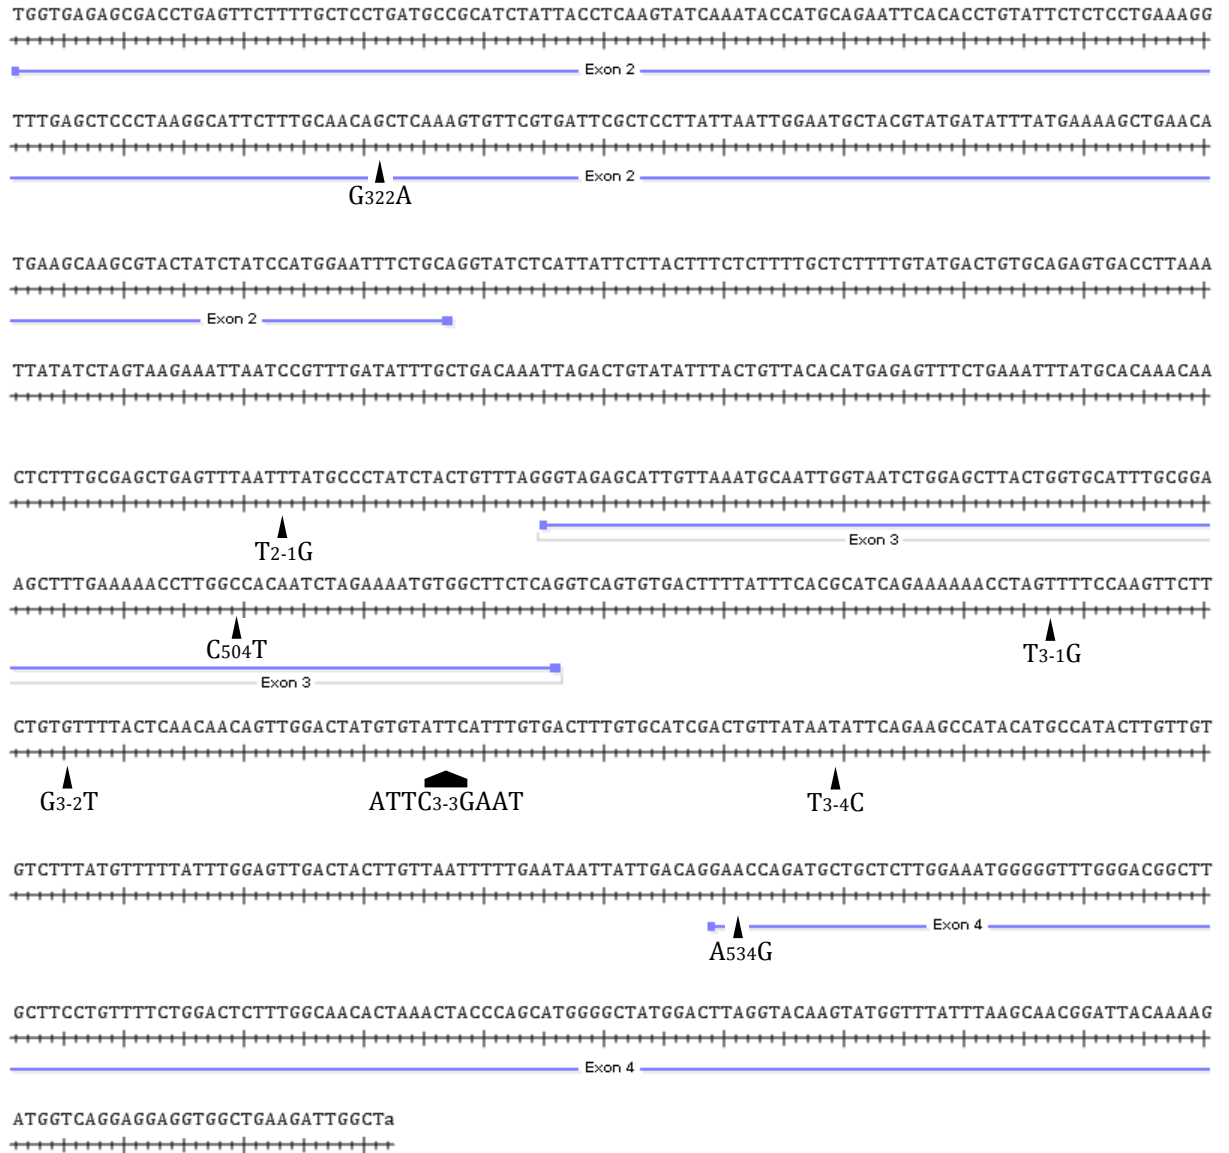 TGGTGAGAGCGACCTGAGTTCTTTTGCTCCTGATGCCGCATCTATTACCTCAAGTATCAAATACCATGCAGAATTCACACCTGTATTCTCTCCTGAAAGG
Exon 2
TTTGAGCTCCCTAAGGCATTCTTTGCAACAGCTCAAAGTGTTCGTGATTCGCTCCTTATTAATTGGAATGCTACGTATGATATTTATGAAAAGCTGAACA
Exon 2
G322A
TGAAGCAAGCGTACTATCTATCCATGGAATTTCTGCAGGTATCTCATTATTCTTACTTTCTCTTTTGCTCTTTTGTATGACTGTGCAGAGTGACCTTAAA
Exon 2
TTATATCTAGTAAGAAATTAATCCGTTTGATATTTGCTGACAAATTAGACTGTATATTTACTGTTACACATGAGAGTTTCTGAAATTTATGCACAAACAA
CTCTTTGCGAGCTGAGTTTAATTTATGCCCTATCTACTGTTTAGGGTAGAGCATTGTTAAATGCAATTGGTAATCTGGAGCTTACTGGTGCATTTGCGGA
T2-1G
Exon 3
AGCTTTGAAAAACCTTGGCCACAATCTAGAAAATGTGGCTTCTCAGGTCAGTGTGACTTTTATTTCACGCATCAGAAAAAACCTAGTTTTCCAAGTTCTT
C504T
T3-1G
Exon 3
CTGTGTTTTACTCAACAACAGTTGGACTATGTGTATTCATTTGTGACTTTGTGCATCGACTGTTATAATATTCAGAAGCCATACATGCCATACTTGTTGT
G3-2T
ATTC3-3GAAT
T3-4C
GTCTTTATGTTTTTATTTGGAGTTGACTACTTGTTAATTTTTGAATAATTATTGACAGGAACCAGATGCTGCTCTTGGAAATGGGGGTTTGGGACGGCTT
Exon 4
A534G
GCTTCCTGTTTTCTGGACTCTTTGGCAACACTAAACTACCCAGCATGGGGCTATGGACTTAGGTACAAGTATGGTTTATTTAAGCAACGGATTACAAAAG
Exon 4
ATGGTCAGGAGGAGGTGGCTGAAGATTGGCTa